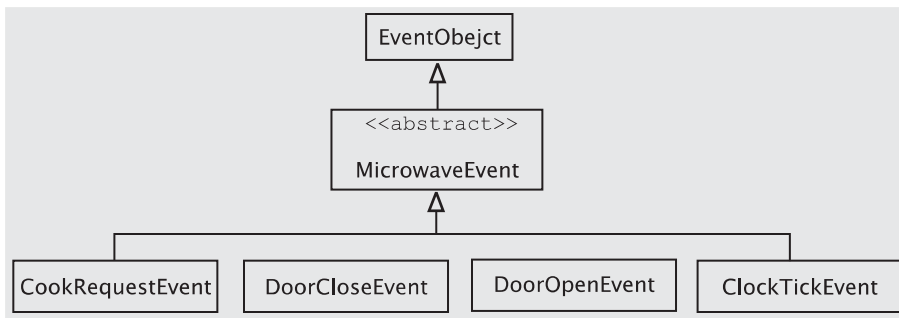 EventObejct
<<abstract>>
MicrowaveEvent
CookRequestEvent
DoorCloseEvent
DoorOpenEvent
ClockTickEvent